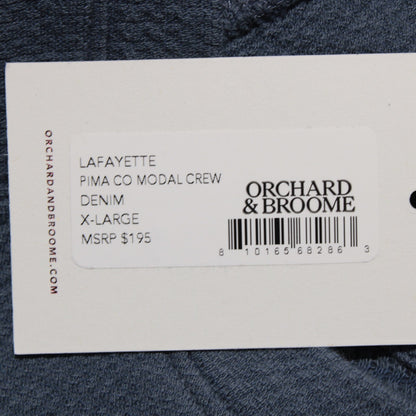 ORCHARDANDBROOME.COM
LAFAYETTE
PIMA CO MODAL CREW
DENIM
X-LARGE
MSRP $195
ORCHARD
& BROOME
8 10165 68286 3